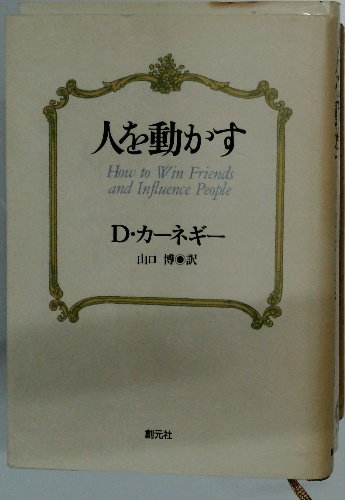 人を動かす
How to Win Friends
and Influence People
D・カーネギー
山口 博◉訳
創元社